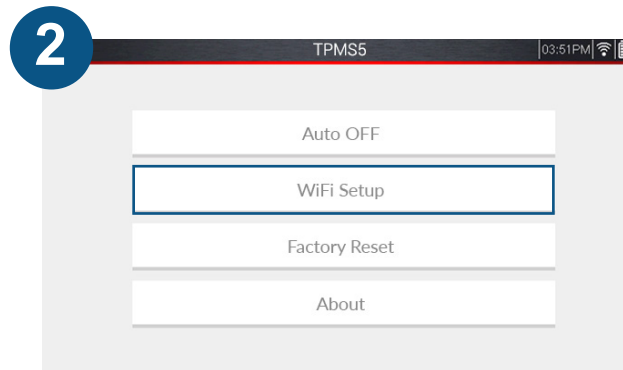 2
TPMS5
03:51PM
Auto OFF
WiFi Setup
Factory Reset
About